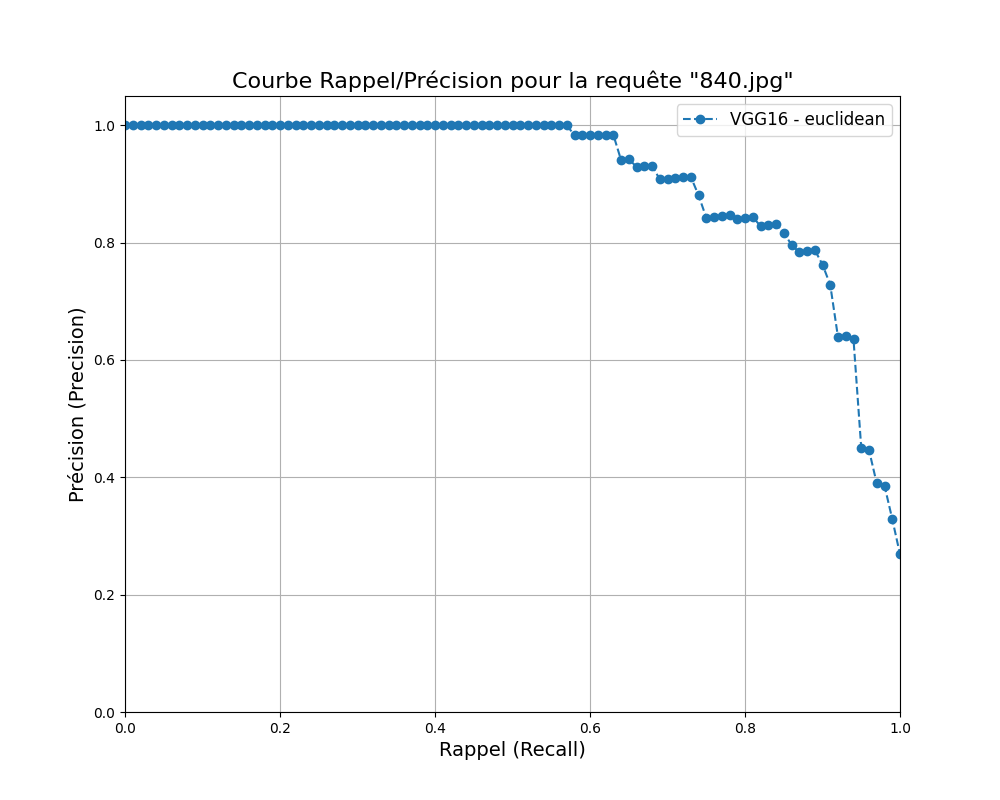 Courbe Rappel/Précision pour la requête "840.jpg"
VGG16 - euclidean
Précision (Precision)
1.0
0.8
0.6
0.4
0.2
0.0
0.0 0.2 0.4 0.6 0.8 1.0
Rappel (Recall)